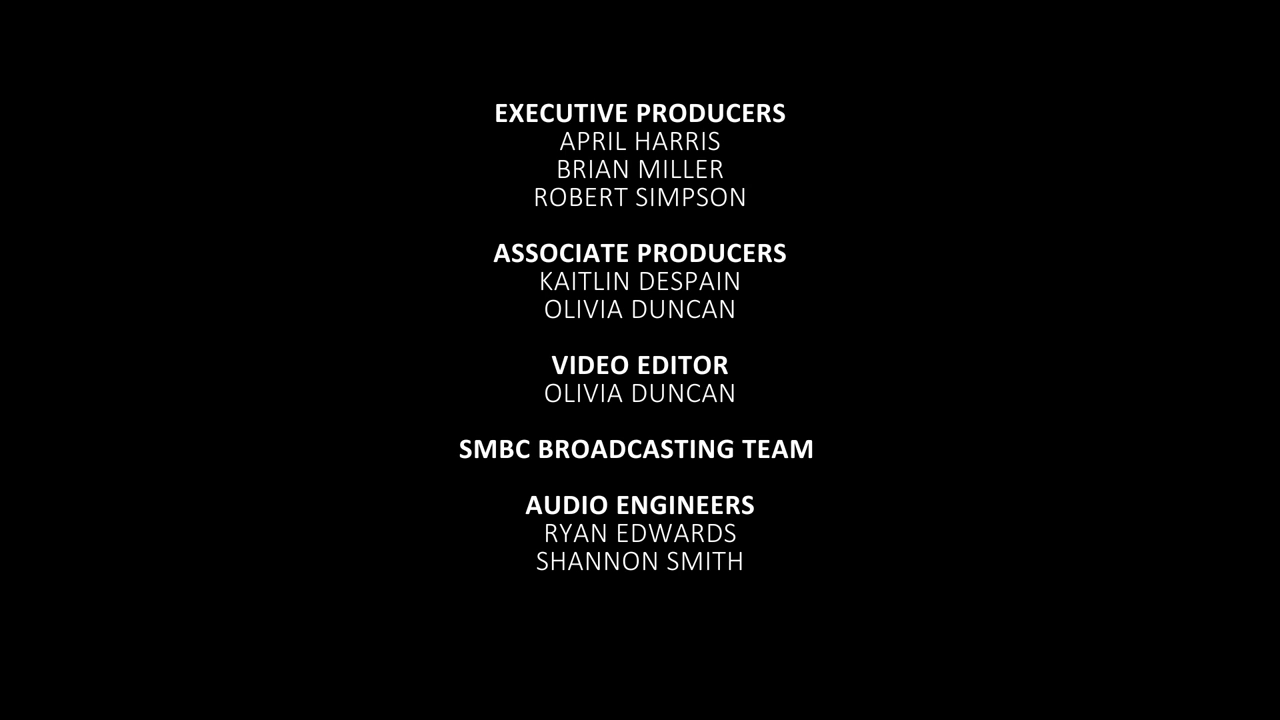 EXECUTIVE PRODUCERS
APRIL HARRIS
BRIAN MILLER
ROBERT SIMPSON
ASSOCIATE PRODUCERS
KAITLIN DESPAIN
OLIVIA DUNCAN
VIDEO EDITOR
OLIVIA DUNCAN
SMBC BROADCASTING TEAM
AUDIO ENGINEERS
RYAN EDWARDS
SHANNON SMITH